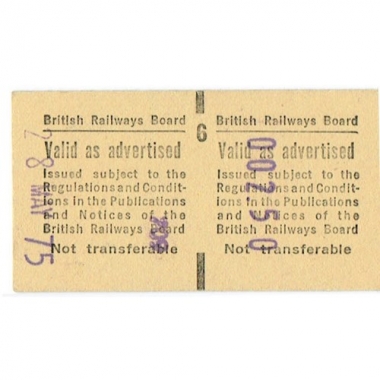 British Railways Board
Valid as advertised
Issued subject to the
Regulations and Condit-
ions in the Publications
and Notices of the
British Railways Board
Not transferable
28 MAY 75
6
British Railways Board
Valid as advertised
Issued subject to the
Regulations and Condit-
ions in the Publications
and Notices of the
British Railways Board
Not transferable
00250